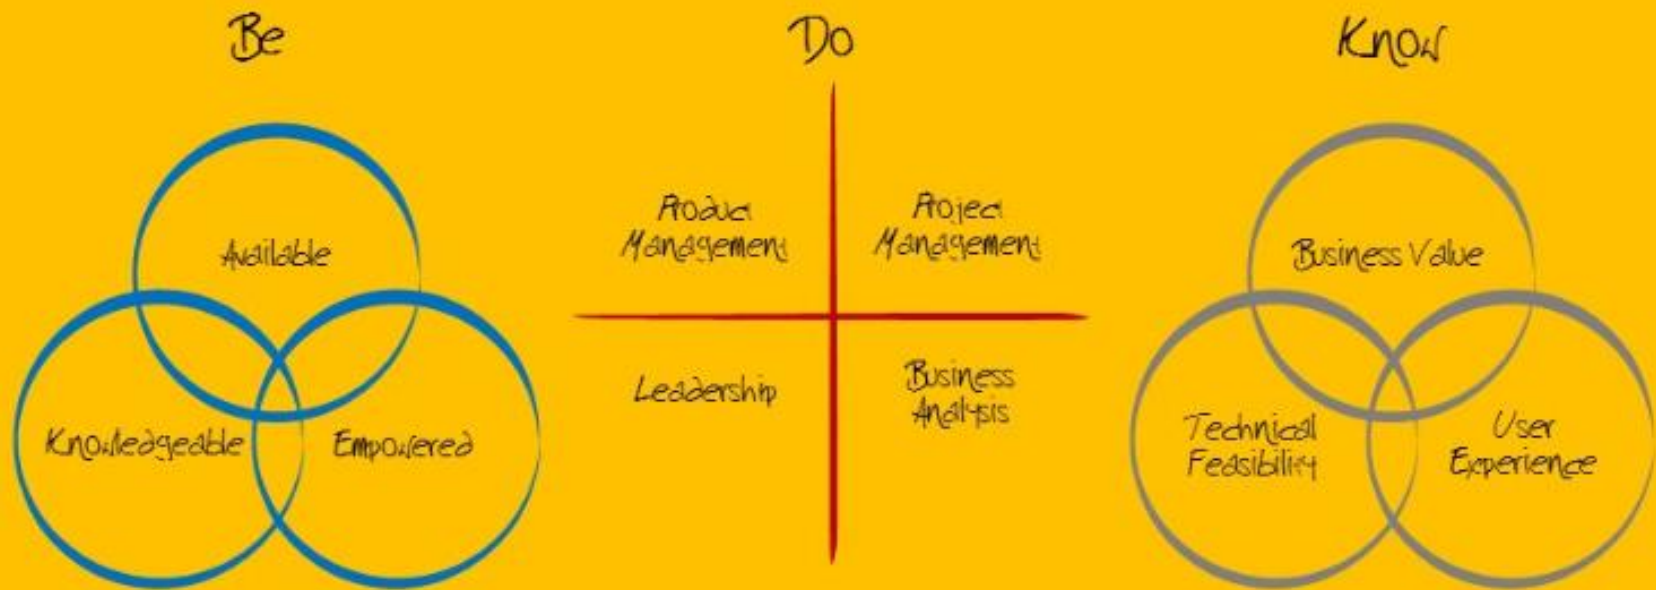 Be
Available
Knowledgeable
Empowered
Do
Product
Management
Project
Management
Leadership
Business
Analysis
Know
Business Value
Technical
Feasibility
User
Experience